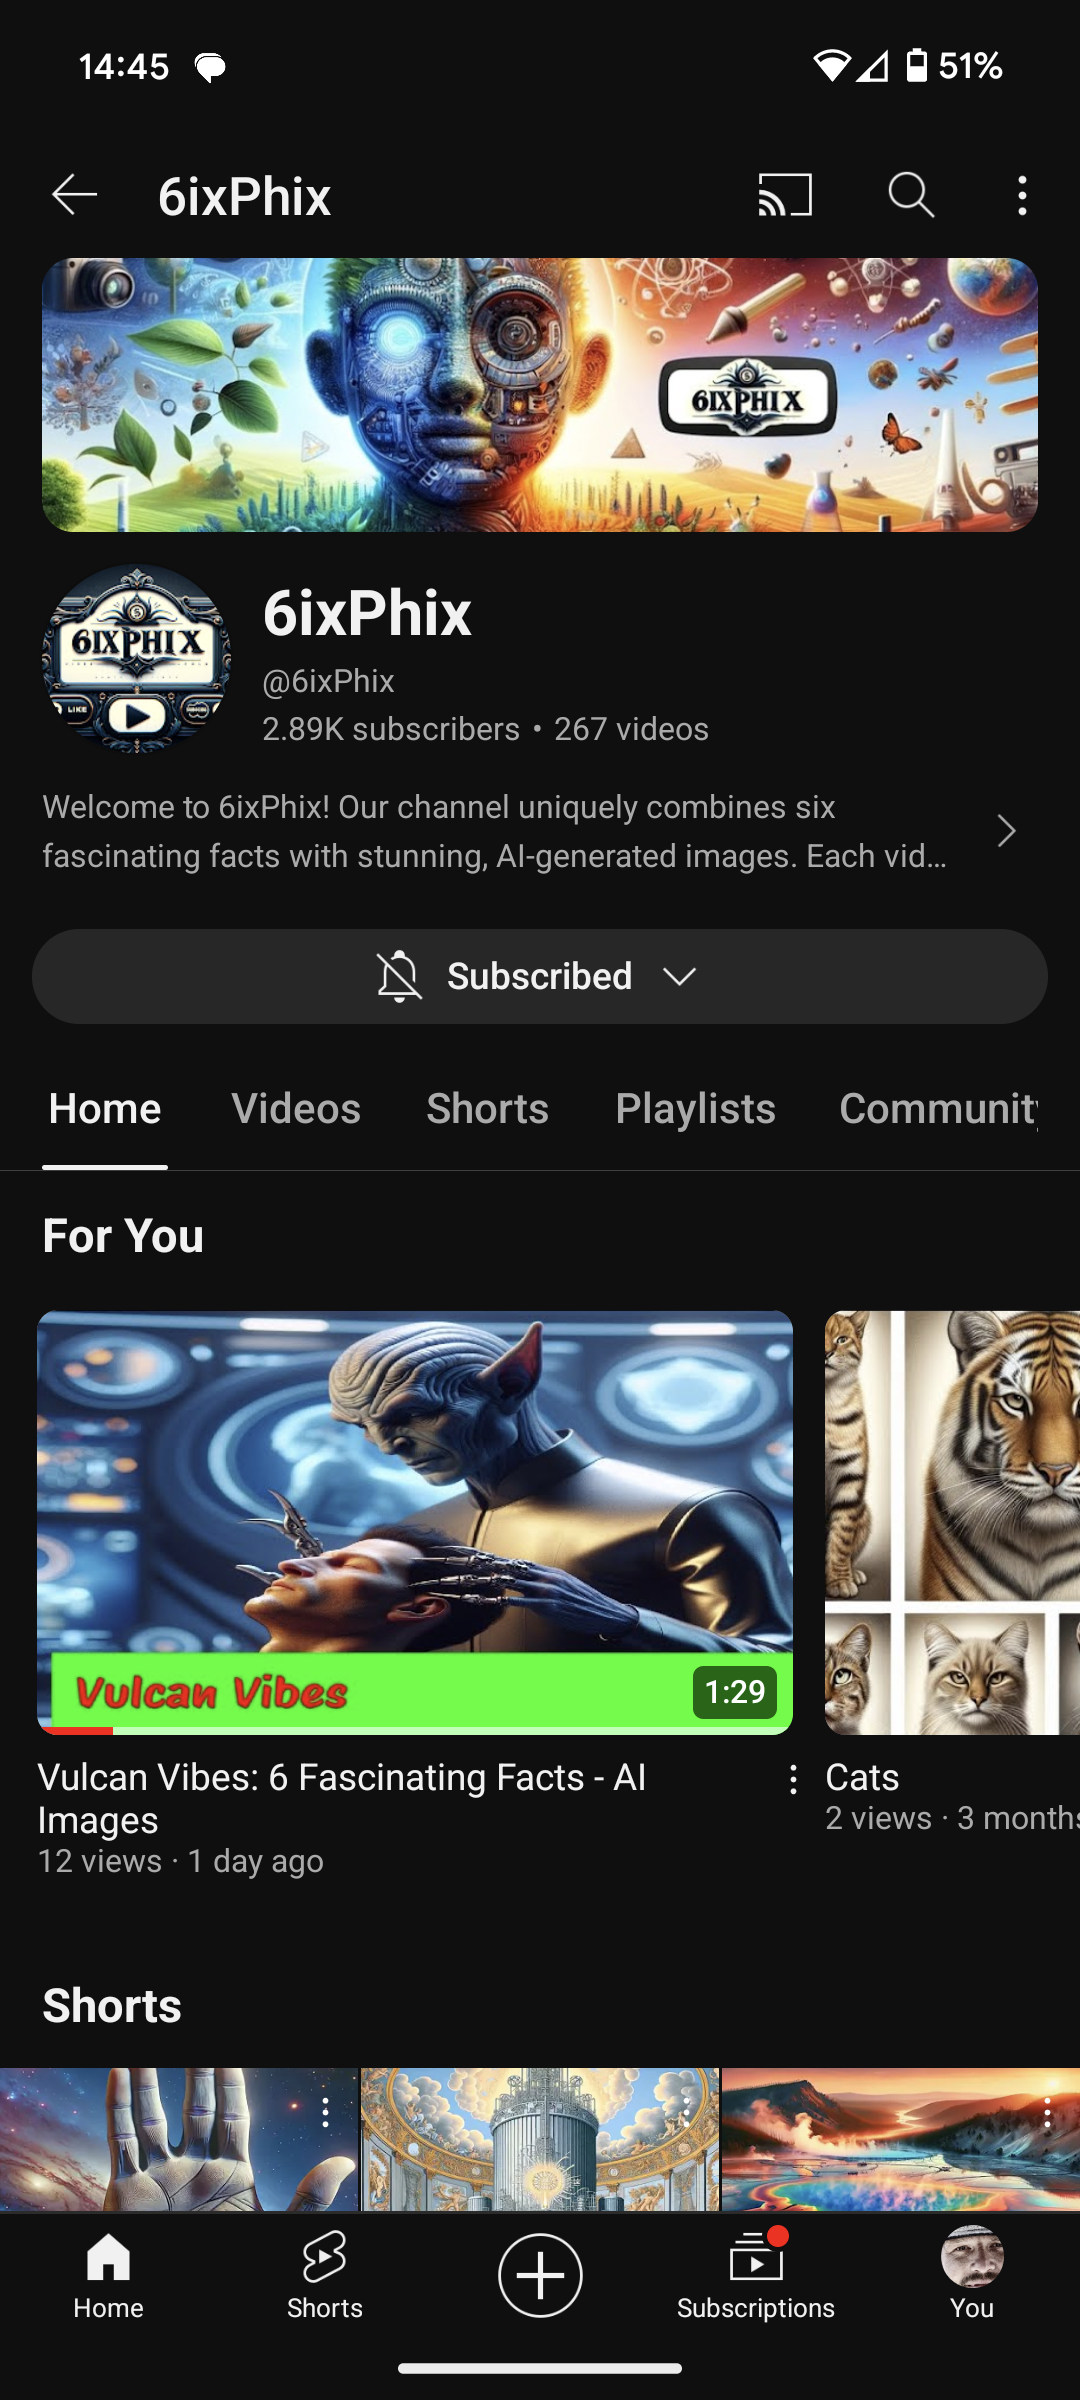 14:45
51%
6ixPhix
6IXPHIX
6IXPHIX
LIKE
6ixPhix
@6ixPhix
2.89K subscribers • 267 videos
Welcome to 6ixPhix! Our channel uniquely combines six
fascinating facts with stunning, AI-generated images. Each vid...
Subscribed
Home
Videos
Shorts
Playlists
Community
For You
Vulcan Vibes
1:29
Vulcan Vibes: 6 Fascinating Facts - AI
Images
12 views · 1 day ago
Cats
2 views · 3 months
Shorts
Home
Shorts
Subscriptions
You